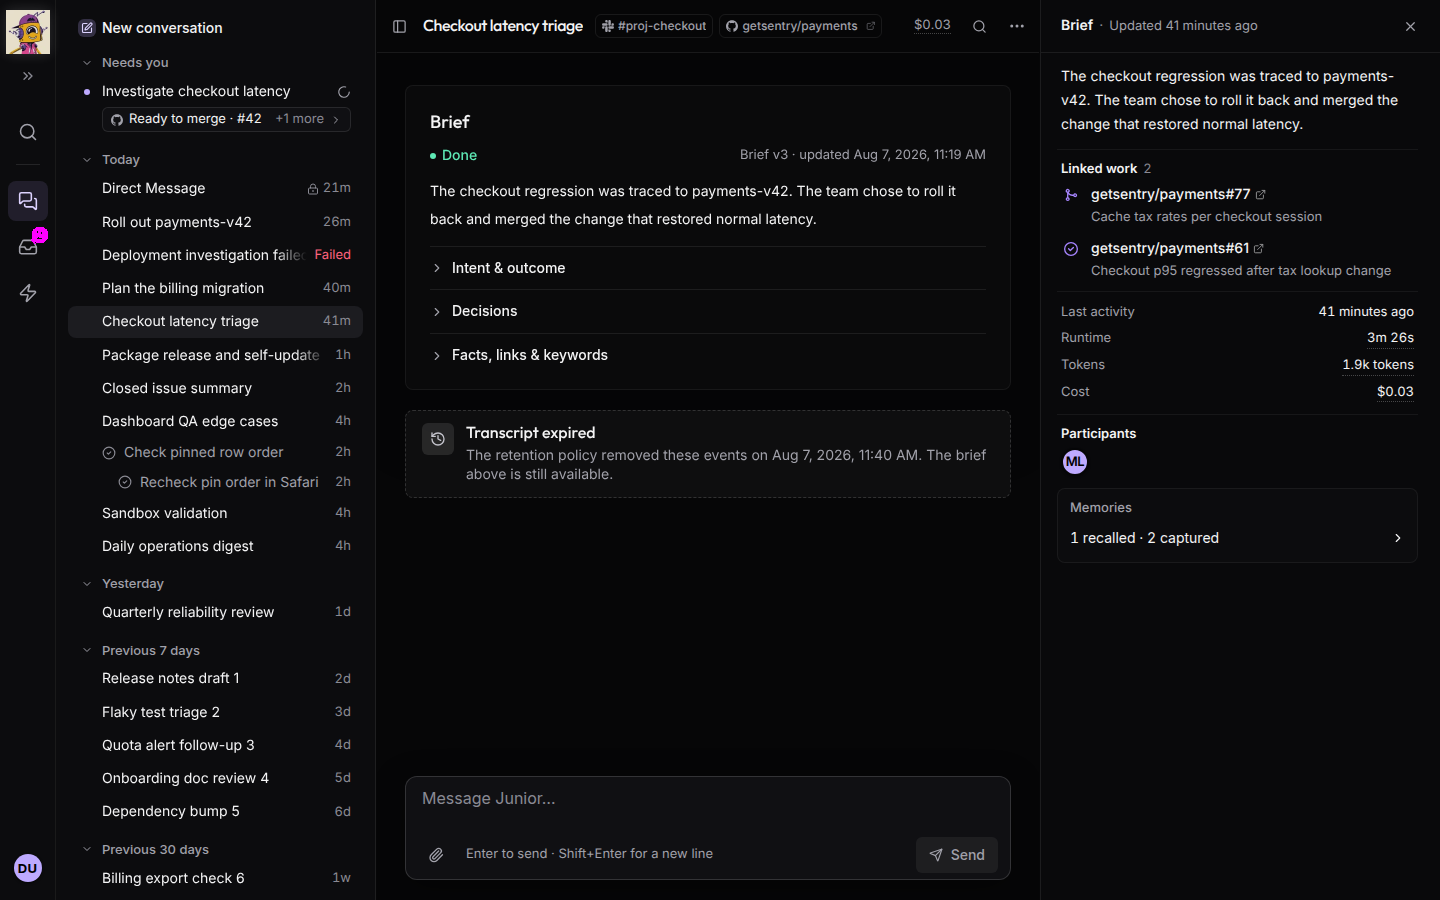 New conversation
Needs you
Investigate checkout latency
Ready to merge · #42 +1 more
Today
Direct Message 21m
Roll out payments-v42 26m
Deployment investigation failed Failed
Plan the billing migration 40m
Checkout latency triage 41m
Package release and self-update 1h
Closed issue summary 2h
Dashboard QA edge cases 4h
Check pinned row order 2h
Recheck pin order in Safari 2h
Sandbox validation 4h
Daily operations digest 4h
Yesterday
Quarterly reliability review 1d
Previous 7 days
Release notes draft 1 2d
Flaky test triage 2 3d
Quota alert follow-up 3 4d
Onboarding doc review 4 5d
Dependency bump 5 6d
Previous 30 days
Billing export check 6 1w
DU
Checkout latency triage #proj-checkout getsentry/payments $0.03
Brief
Done Brief v3 · updated Aug 7, 2026, 11:19 AM
The checkout regression was traced to payments-v42. The team chose to roll it
back and merged the change that restored normal latency.
Intent & outcome
Decisions
Facts, links & keywords
Transcript expired
The retention policy removed these events on Aug 7, 2026, 11:40 AM. The brief
above is still available.
Message Junior...
Enter to send · Shift+Enter for a new line
Send
Brief · Updated 41 minutes ago
The checkout regression was traced to payments-
v42. The team chose to roll it back and merged the
change that restored normal latency.
Linked work 2
getsentry/payments#77
Cache tax rates per checkout session
getsentry/payments#61
Checkout p95 regressed after tax lookup change
Last activity 41 minutes ago
Runtime 3m 26s
Tokens 1.9k tokens
Cost $0.03
Participants
ML
Memories
1 recalled · 2 captured